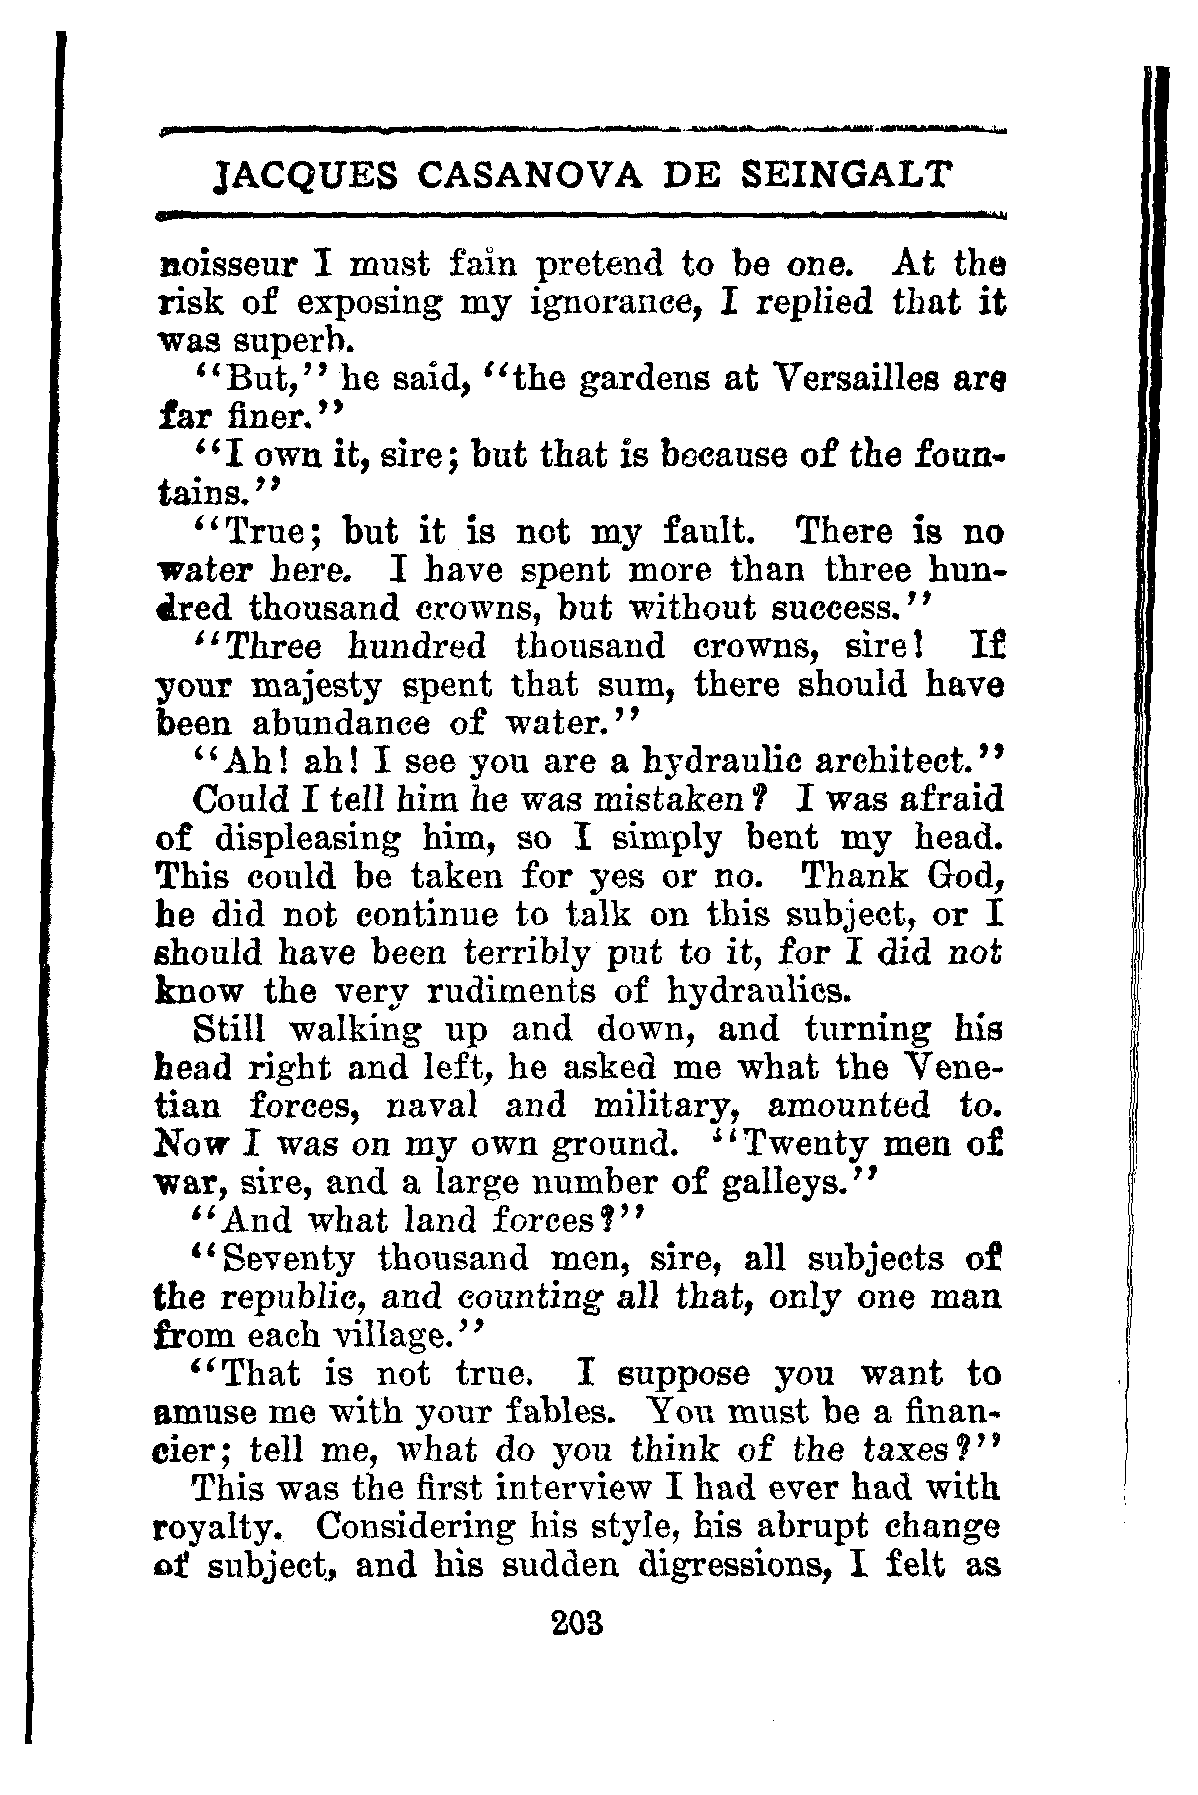 JACQUES CASANOVA DE SEINGALT
noisseur I must fain pretend to be one. At the
risk of exposing my ignorance, I replied that it
was superb.
"But," he said, "the gardens at Versailles are
far finer."
"I own it, sire; but that is because of the foun-
tains."
"True; but it is not my fault. There is no
water here. I have spent more than three hun-
dred thousand crowns, but without success."
"Three hundred thousand crowns, sire! If
your majesty spent that sum, there should have
been abundance of water."
"Ah! ah! I see you are a hydraulic architect."
Could I tell him he was mistaken? I was afraid
of displeasing him, so I simply bent my head.
This could be taken for yes or no. Thank God,
he did not continue to talk on this subject, or I
should have been terribly put to it, for I did not
know the very rudiments of hydraulics.
Still walking up and down, and turning his
head right and left, he asked me what the Vene-
tian forces, naval and military, amounted to.
Now I was on my own ground. "Twenty men of
war, sire, and a large number of galleys."
"And what land forces?"
"Seventy thousand men, sire, all subjects of
the republic, and counting all that, only one man
from each village."
"That is not true. I suppose you want to
amuse me with your fables. You must be a finan-
cier; tell me, what do you think of the taxes?"
This was the first interview I had ever had with
royalty. Considering his style, his abrupt change
of subject, and his sudden digressions, I felt as
203